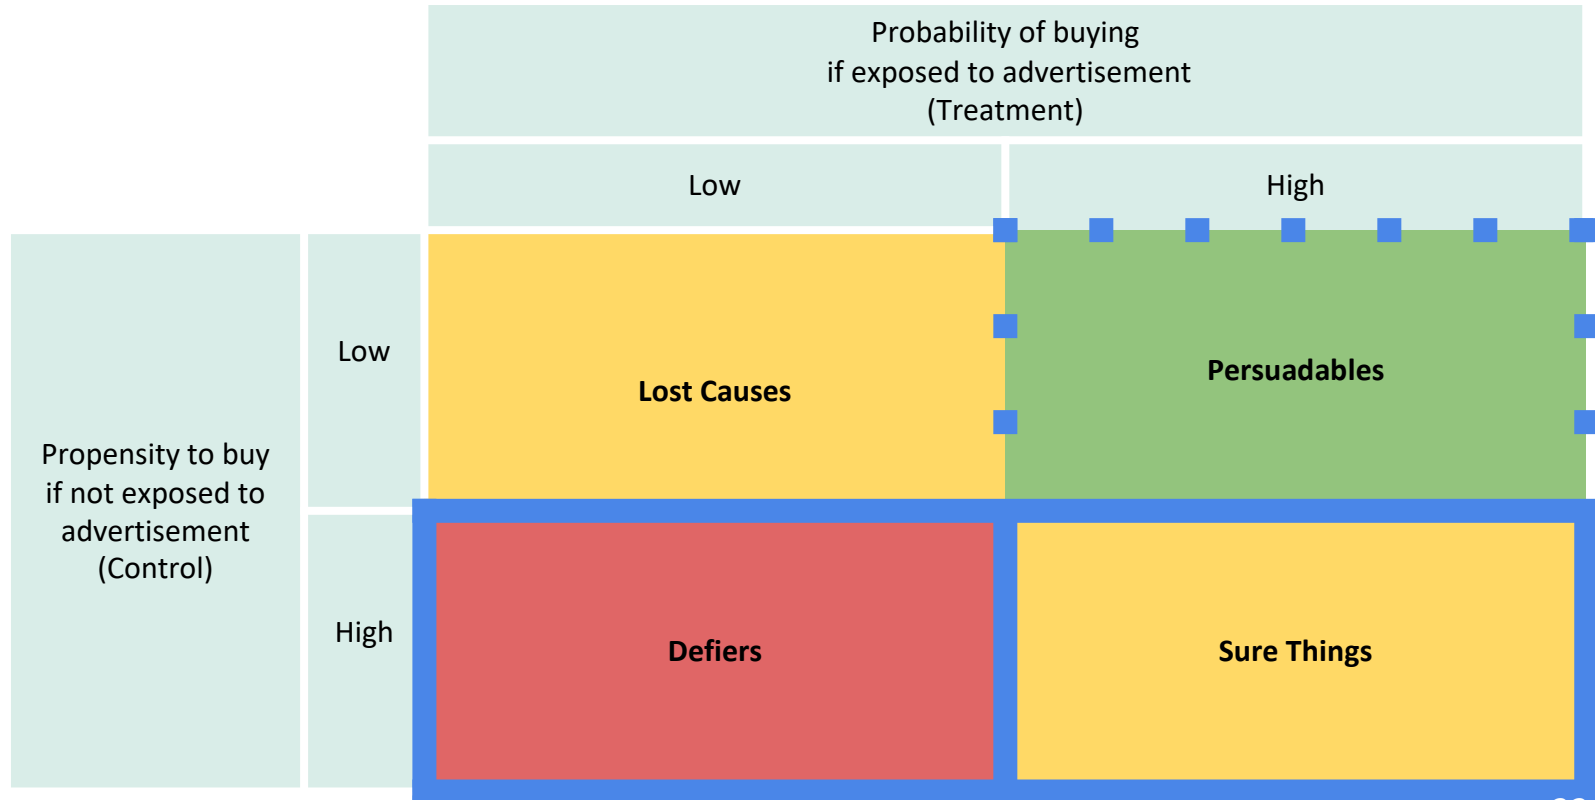 Probability of buying
if exposed to advertisement
(Treatment)
Low
High
Propensity to buy
if not exposed to
advertisement
(Control)
Low
Lost Causes
Persuadables
High
Defiers
Sure Things